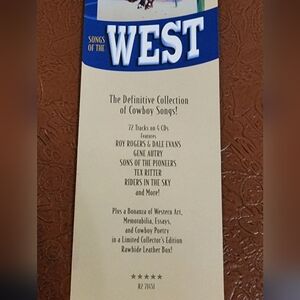 SONGS
OF THE
WEST
The Definitive Collection
of Cowboy Songs!
72 Tracks on 4 CDs
Features
ROY ROGERS & DALE EVANS
GENE AUTRY
SONS OF THE PIONEERS
TEX RITTER
RIDERS IN THE SKY
and More!
Plus a Bonanza of Western Art,
Memorabilia, Essays,
and Cowboy Poetry
in a Limited Collector's Edition
Rawhide Leather Box!
★★★★★